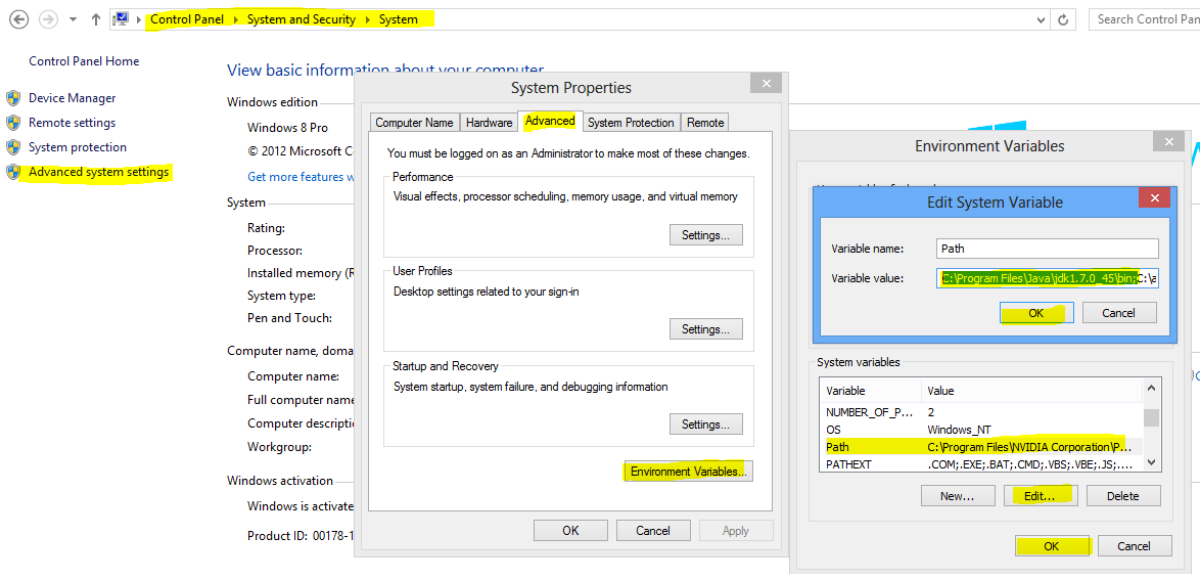 Control Panel System and Security System
Search Control Pan
Control Panel Home
Device Manager
Remote settings
System protection
Advanced system settings
View basic information about your computer
Windows edition
Windows 8 Pro
© 2012 Microsoft C
Get more features w
System
Rating:
Processor:
Installed memory (R
System type:
Pen and Touch:
Computer name, doma
Computer name:
Full computer name
Computer descripti
Workgroup:
Windows activation
Windows is activate
Product ID: 00178-1
System Properties
Computer Name Hardware Advanced System Protection Remote
You must be logged on as an Administrator to make most of these changes.
Performance
Visual effects, processor scheduling, memory usage, and virtual memory
Settings...
User Profiles
Desktop settings related to your sign-in
Settings...
Startup and Recovery
System startup, system failure, and debugging information
Settings...
Environment Variables...
OK Cancel Apply
Environment Variables
Edit System Variable
Variable name: Path
Variable value: C:\Program Files\Java\jdk1.7.0_45\bin;C:\a
OK Cancel
System variables
Variable Value
NUMBER_OF_P... 2
OS Windows_NT
Path C:\Program Files\NVIDIA Corporation\P...
PATHEXT .COM;.EXE;.BAT;.CMD;.VBS;.VBE;.JS;....
New... Edit... Delete
OK Cancel